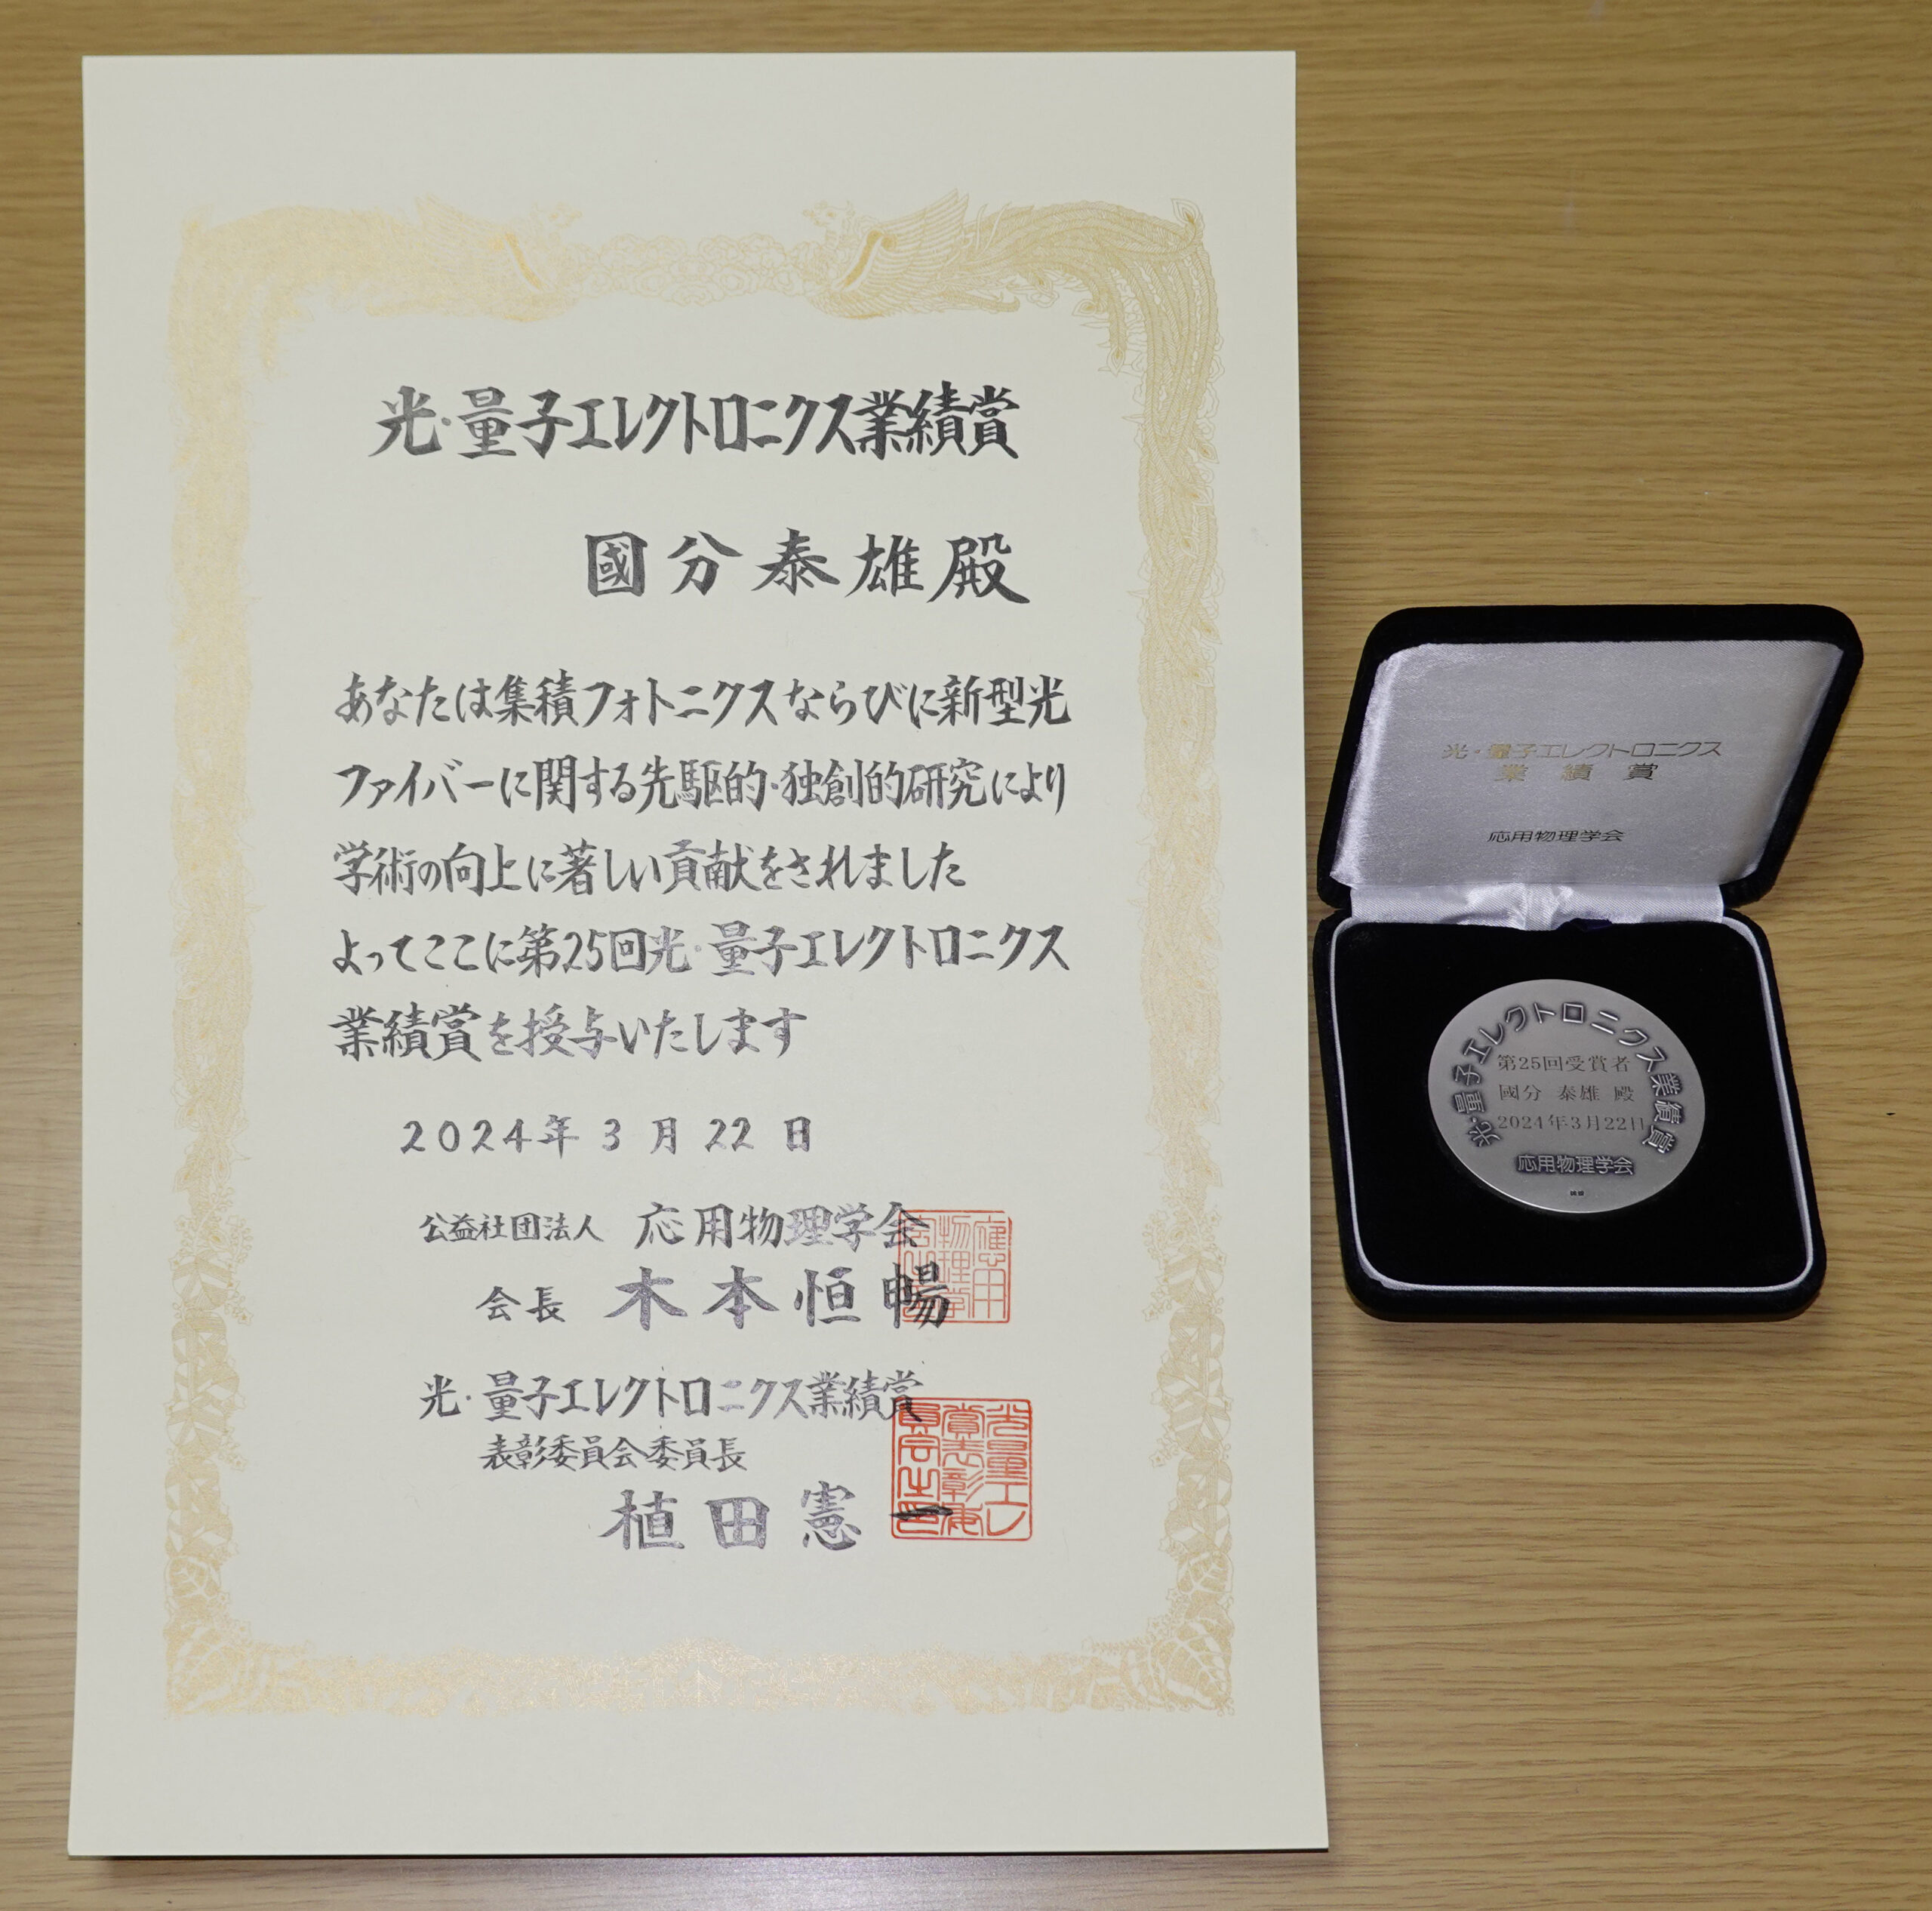 光・量子エレクトロニクス業績賞
國分泰雄殿
あなたは集積フォトニクスならびに新型光
ファイバーに関する先駆的・独創的研究により
学術の向上に著しい貢献をされました
よってここに第25回光・量子エレクトロニクス
業績賞を授与いたします
2024年3月22日
公益社団法人 応用物理学会
会長 木本恒暢
光・量子エレクトロニクス業績賞
表彰委員会委員長
植田憲一
光・量子エレクトロニクス
業績賞
応用物理学会
光・量子エレクトロニクス業績賞
第25回受賞者
國分 泰雄 殿
2024年3月22日
応用物理学会